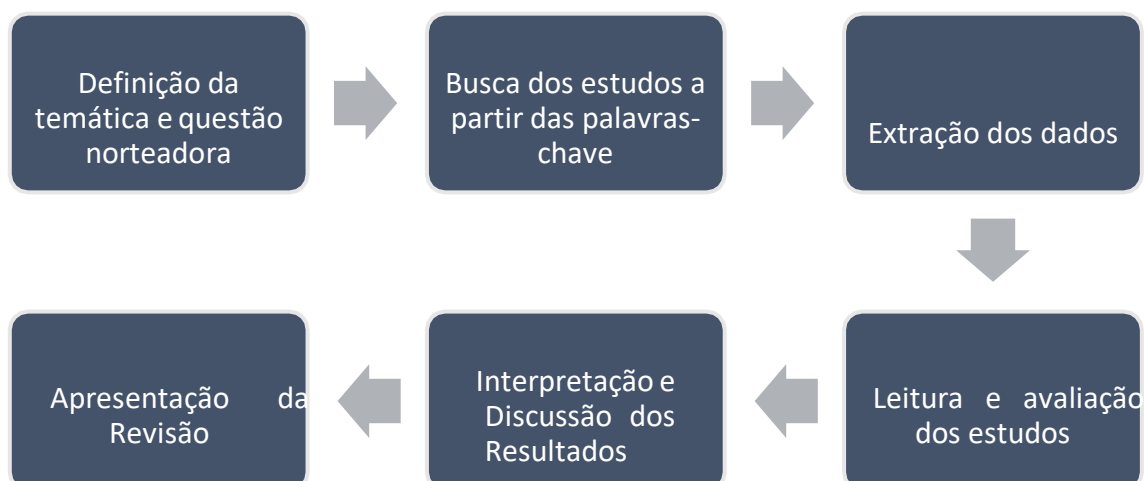 Definição da
temática e questão
norteadora
Busca dos estudos a
partir das palavras-
chave
Extração dos dados
Leitura e avaliação
dos estudos
Interpretação e
Discussão dos
Resultados
Apresentação da
Revisão